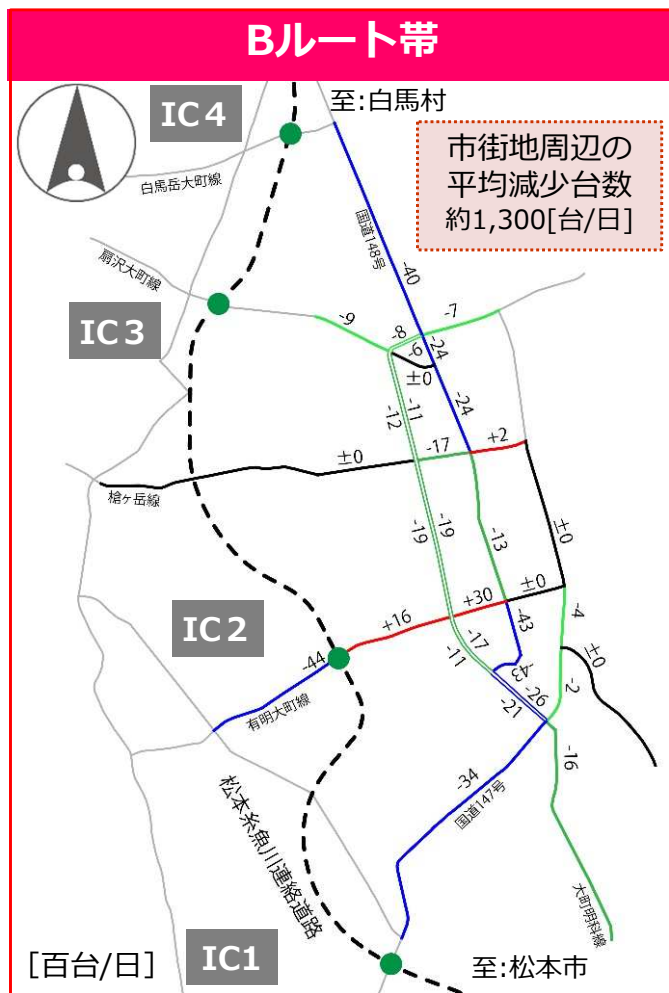 Bルート帯
IC4
至:白馬村
市街地周辺の
平均減少台数
約1,300[台/日]
白馬岳大町線
国道148号
-40
扇沢大町線
IC3
-9
-8
-7
-6
-24
±0
-24
-12
-11
-17
+2
±0
槍ヶ岳線
-19
-19
-13
±0
IC2
+16
+30
±0
-43
-4
-44
-17
-11
-43
±0
-2
-26
-21
有明大町線
-16
-34
国道147号
松本糸魚川連絡道路
大町明科線
[百台/日]
IC1
至:松本市